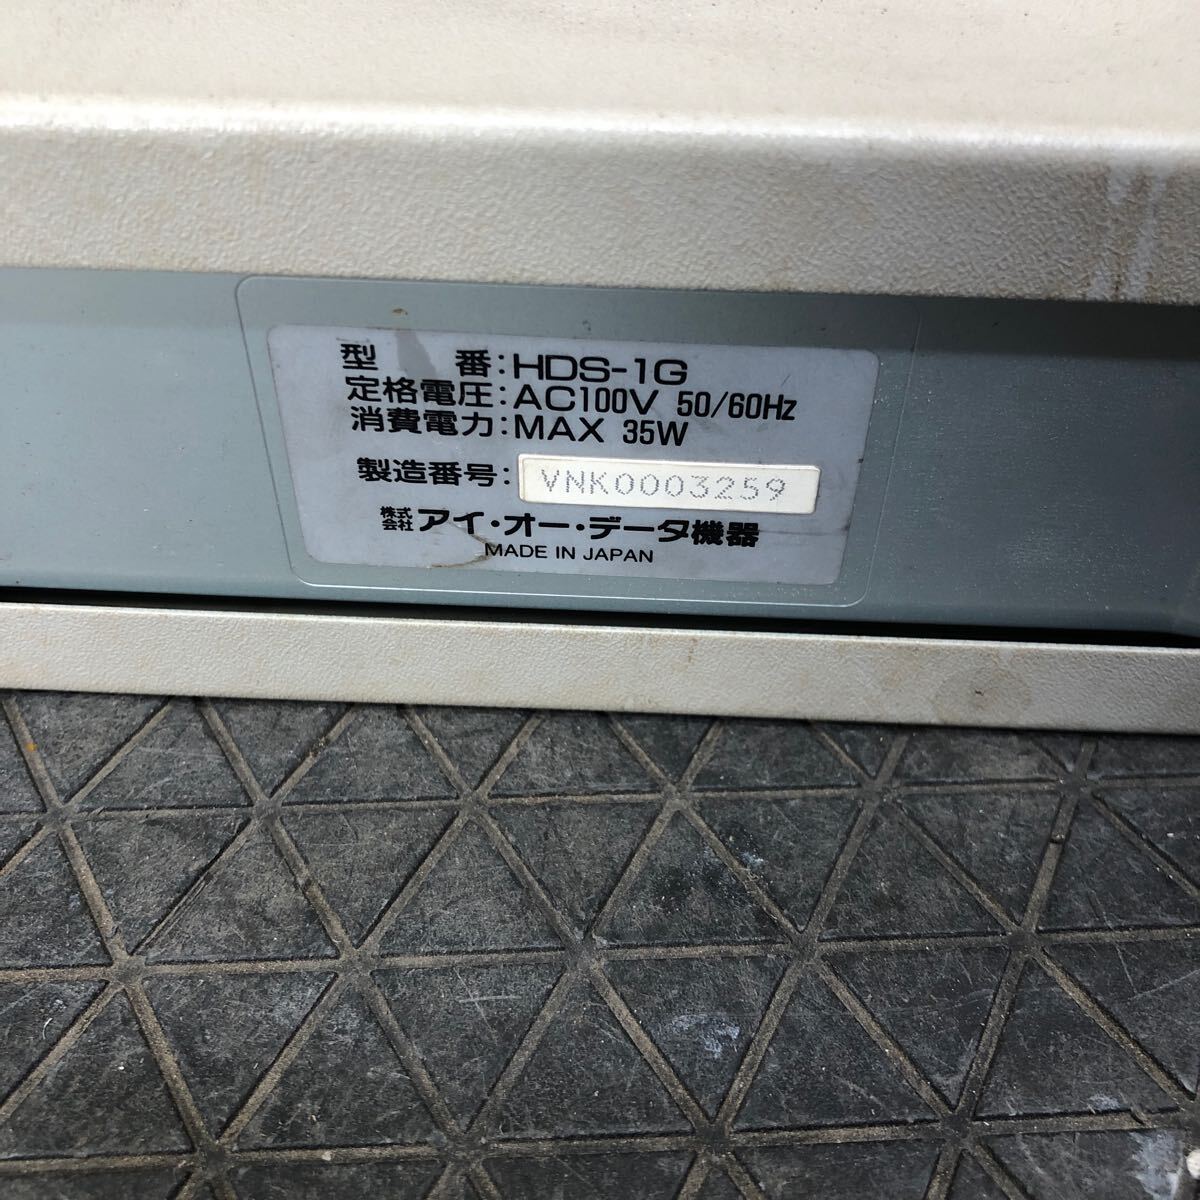 型 番:HDS-1G
定格電圧:AC100V 50/60Hz
消費電力:MAX 35W
製造番号:VNK0003259
株式会社アイ・オー・データ機器
MADE IN JAPAN